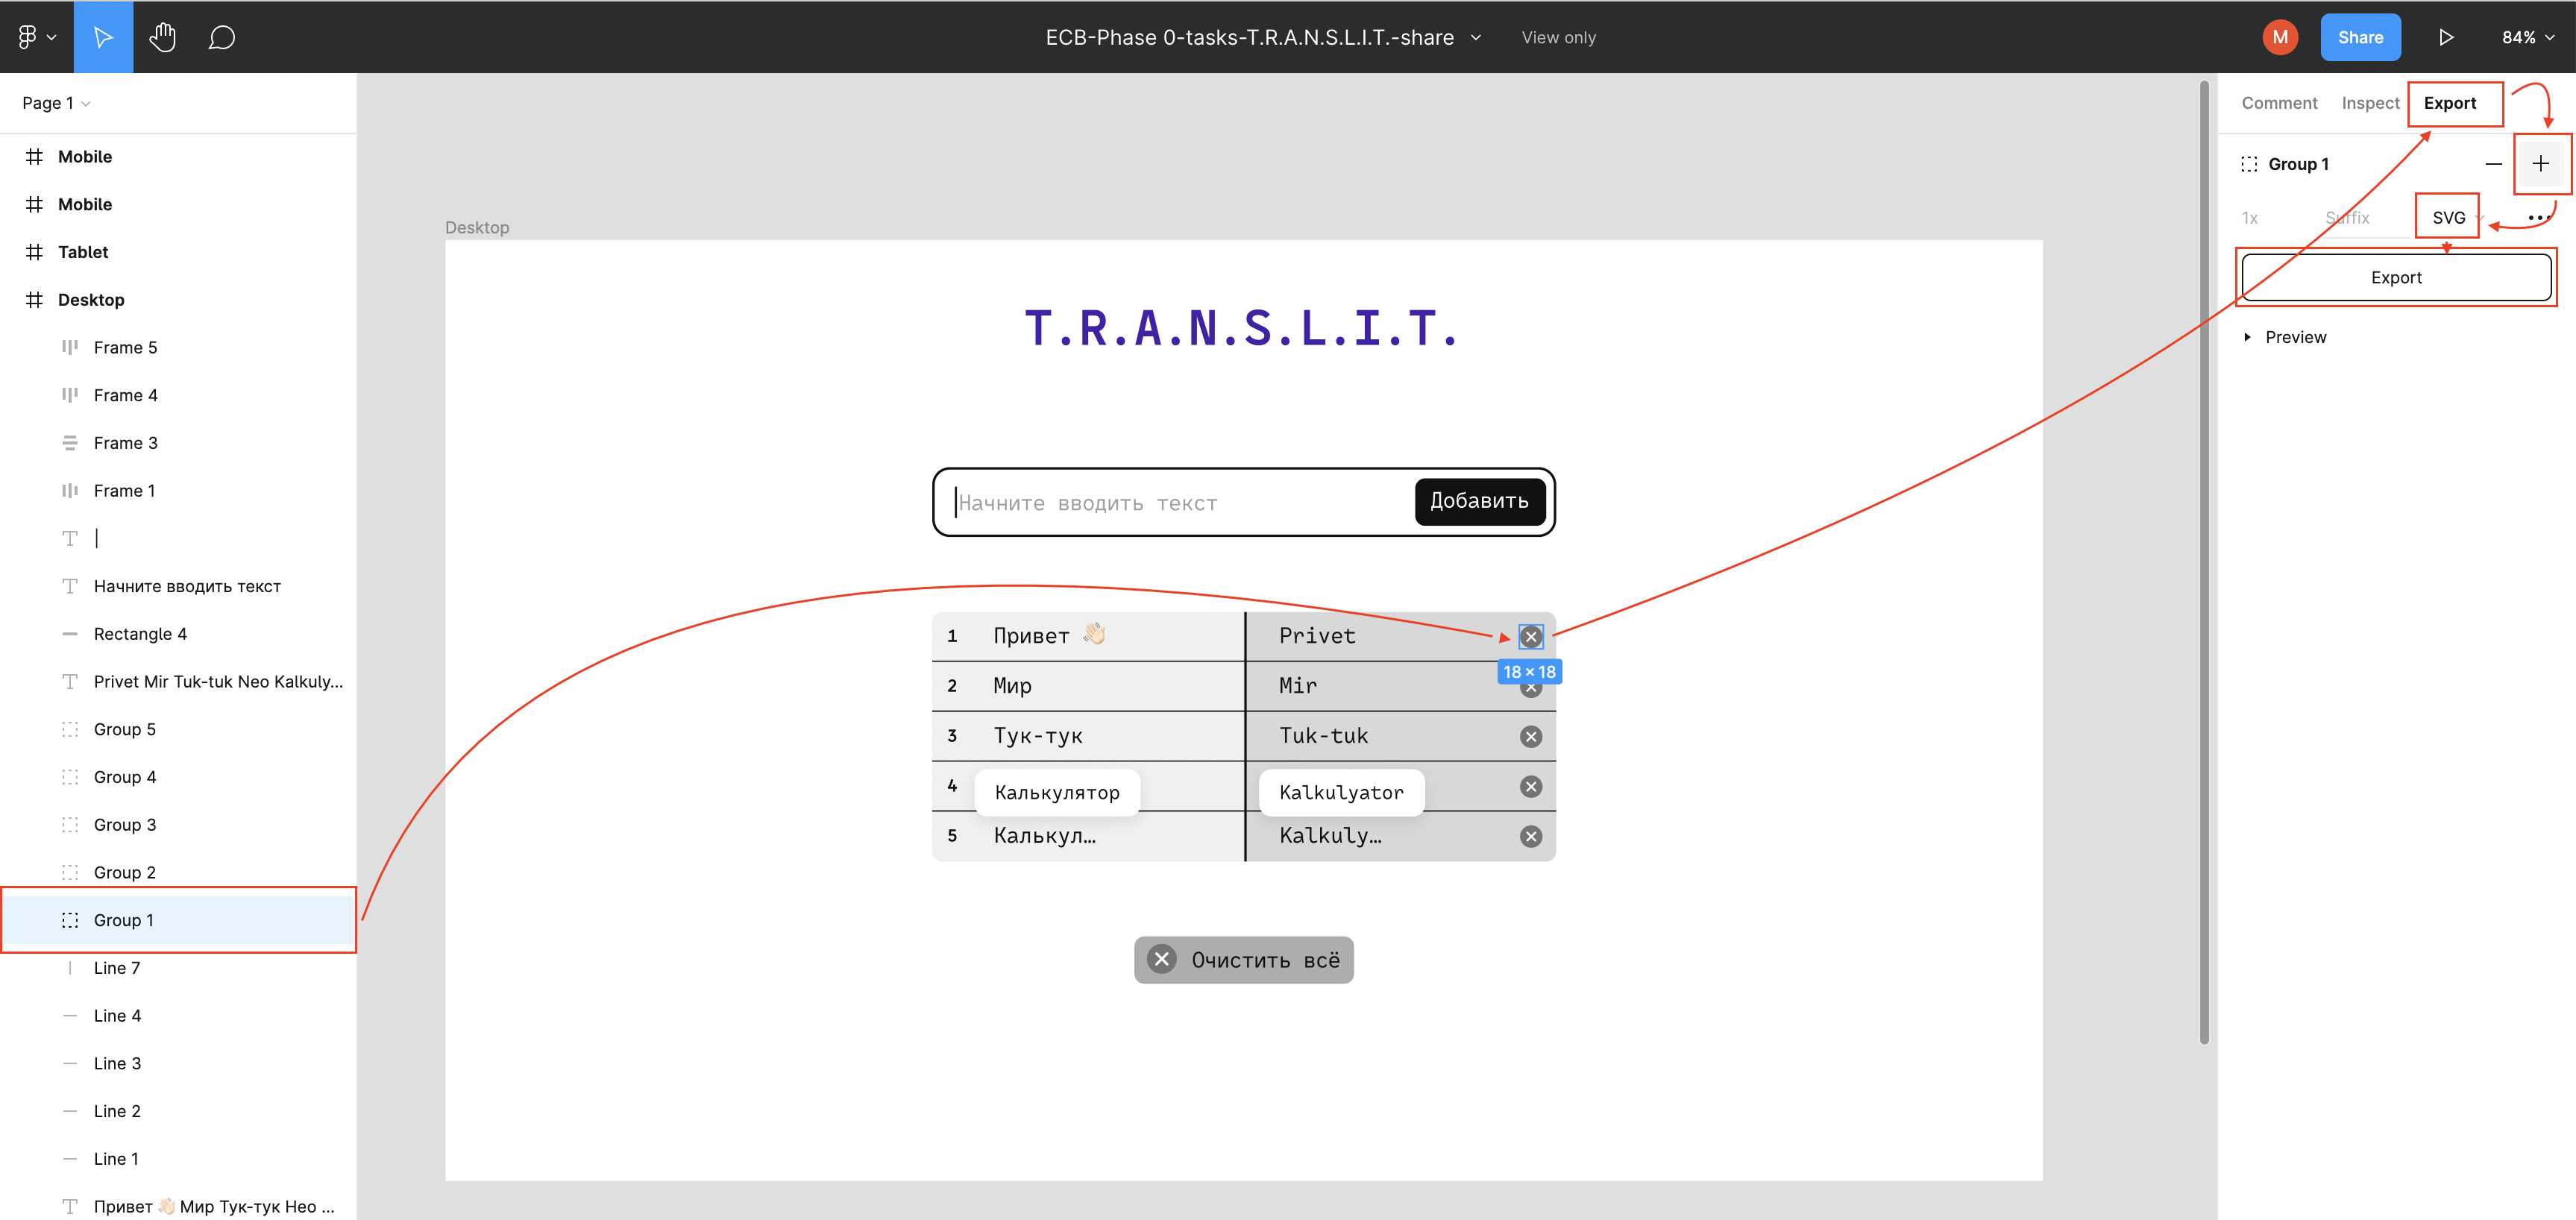 ECB-Phase 0-tasks-T.R.A.N.S.L.I.T.-share
View only
M
Share
84%
Page 1
Mobile
Mobile
Tablet
Desktop
Frame 5
Frame 4
Frame 3
Frame 1
|
Начните вводить текст
Rectangle 4
Privet Mir Tuk-tuk Neo Kalkuly...
Group 5
Group 4
Group 3
Group 2
Group 1
Line 7
Line 4
Line 3
Line 2
Line 1
Привет 👋🏻 Мир Тук-тук Нео ...
Desktop
T.R.A.N.S.L.I.T.
Начните вводить текст
Добавить
1 Привет 👋🏻 Privet
18 × 18
2 Мир Mir
3 Тук-тук Tuk-tuk
4 Калькулятор Kalkulyator
5 Калькул… Kalkuly…
Очистить всё
Comment Inspect Export
Group 1
1x Suffix SVG
Export
Preview